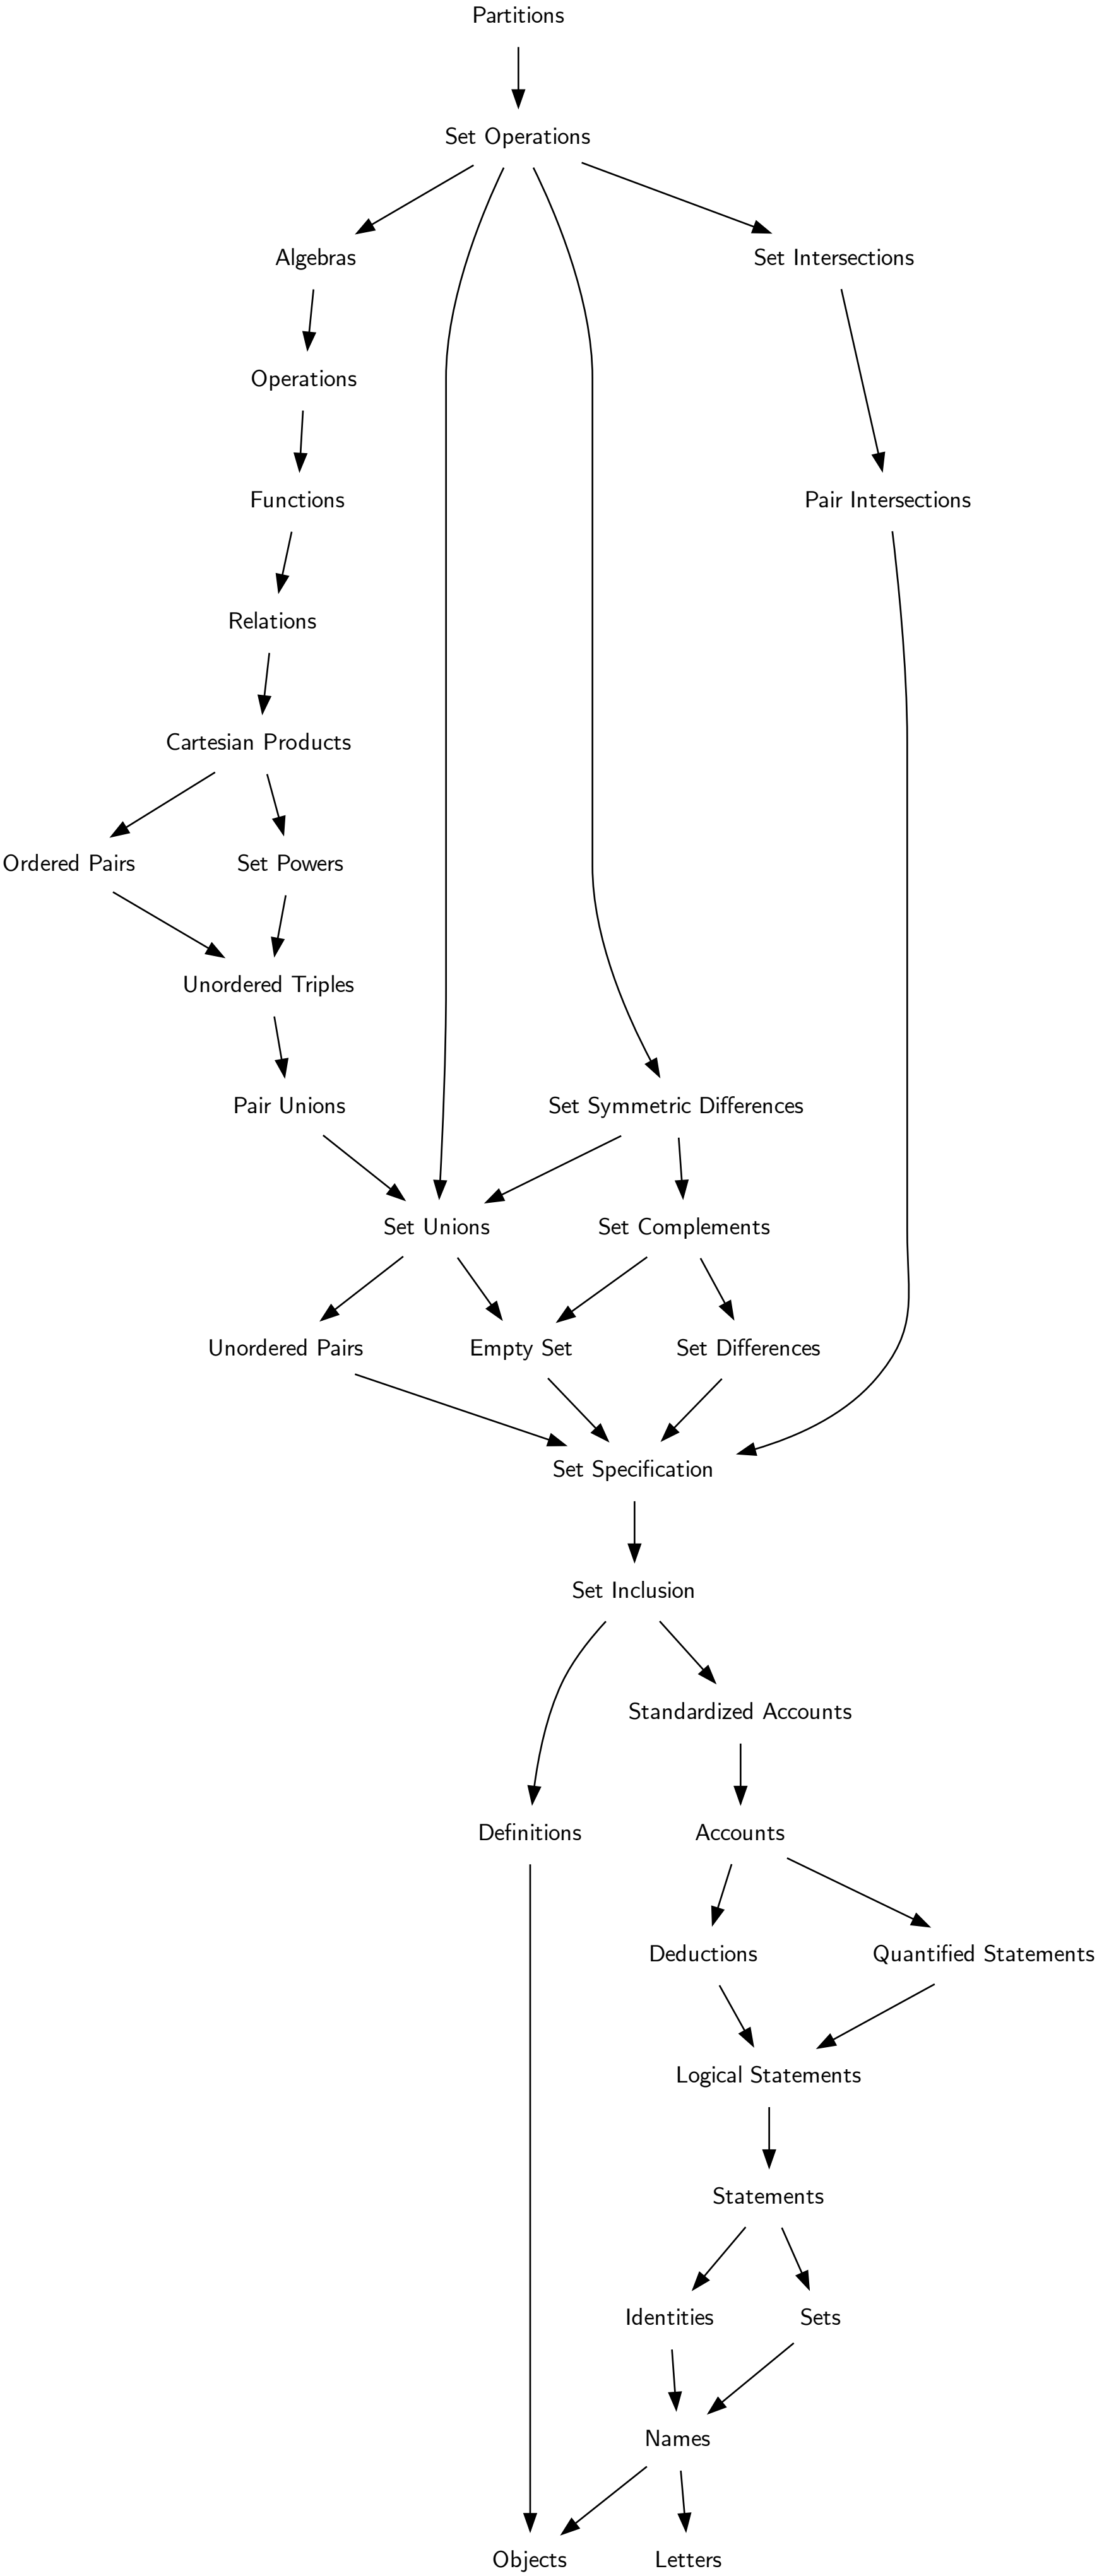 Partitions
Set Operations
Algebras
Set Intersections
Operations
Functions
Pair Intersections
Relations
Cartesian Products
Ordered Pairs
Set Powers
Unordered Triples
Pair Unions
Set Symmetric Differences
Set Unions
Set Complements
Unordered Pairs
Empty Set
Set Differences
Set Specification
Set Inclusion
Standardized Accounts
Definitions
Accounts
Deductions
Quantified Statements
Logical Statements
Statements
Identities
Sets
Names
Objects
Letters